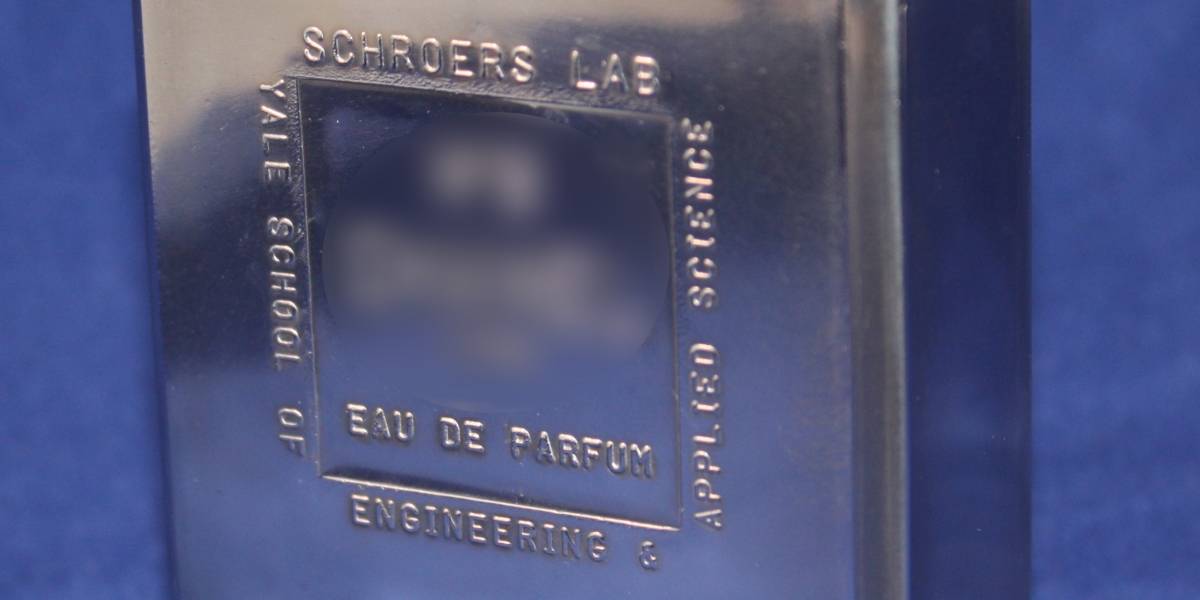 SCHROERS LAB
YALE SCHOOL OF
EAU DE PARFUM
ENGINEERING &
APPLIED SCIENCE